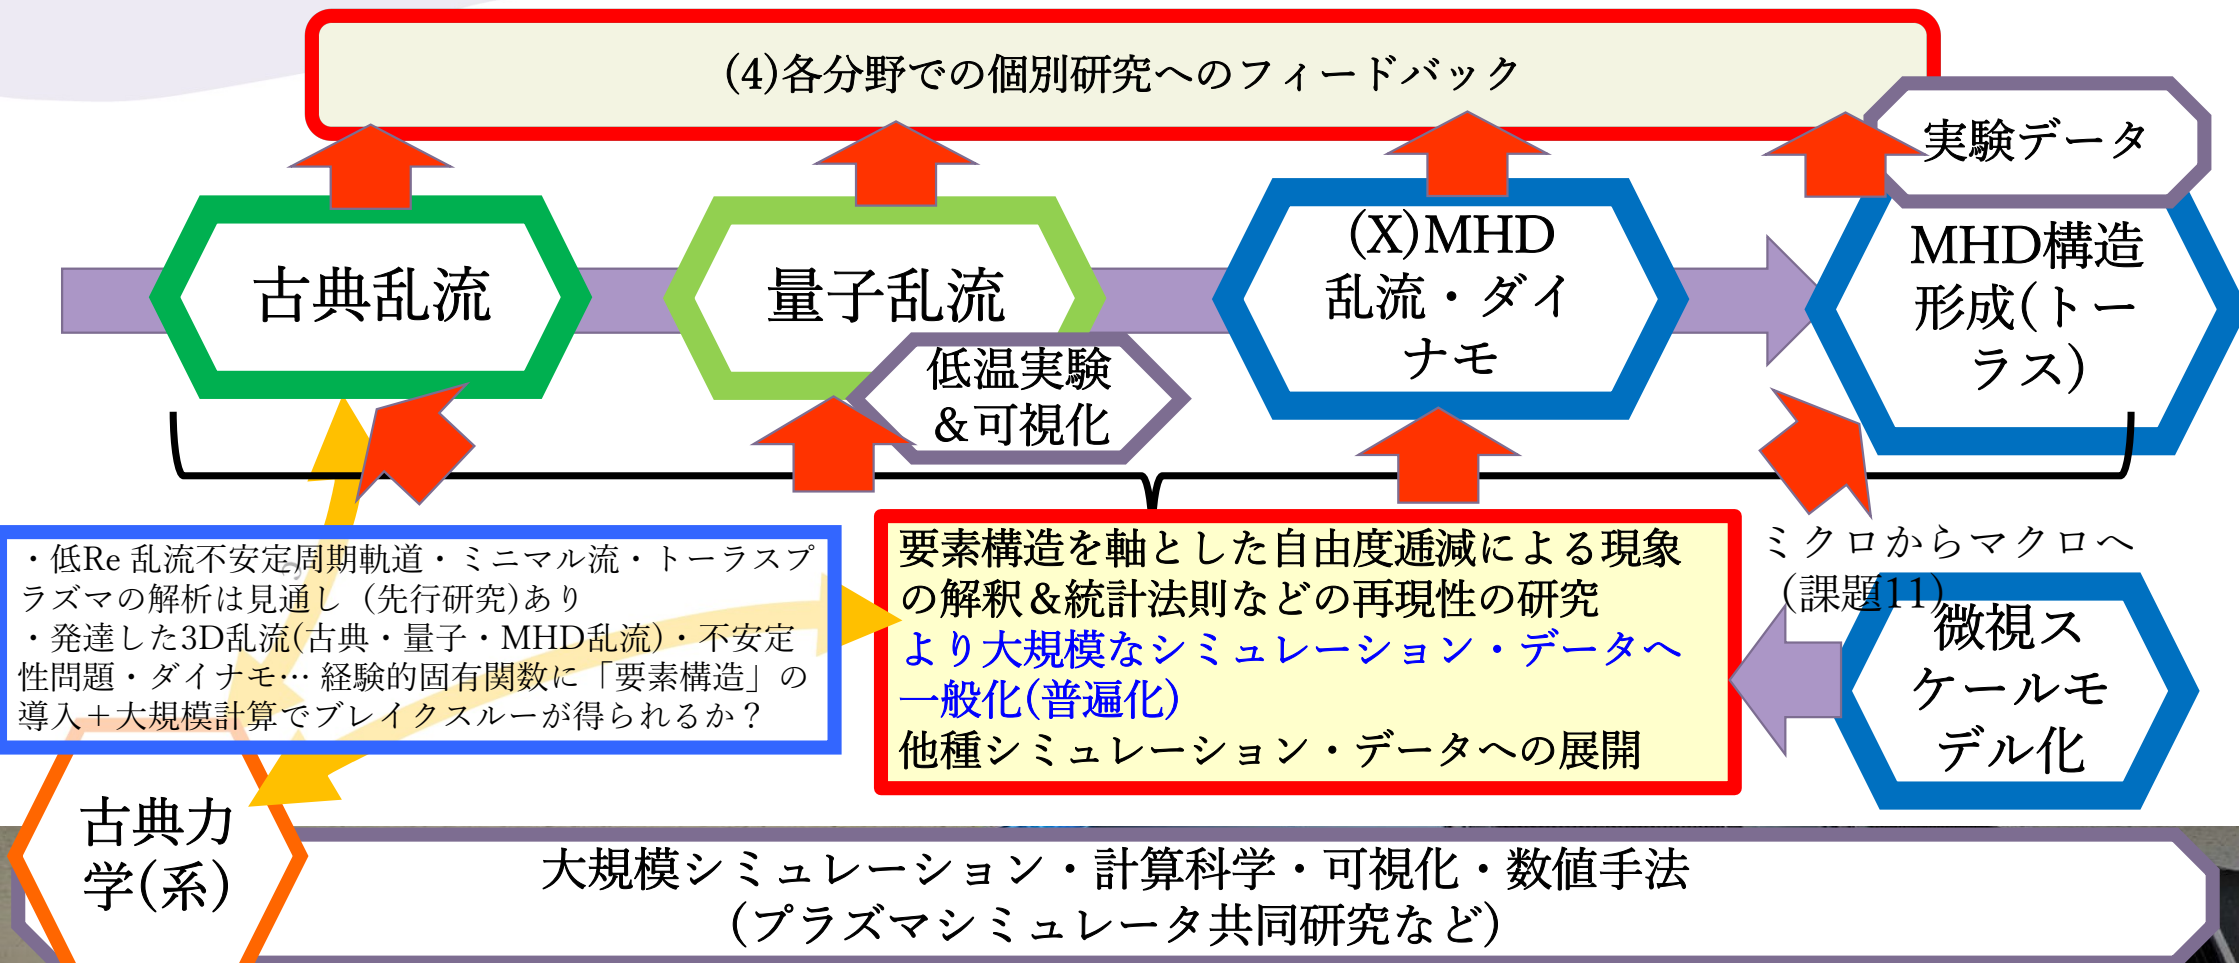 (4)各分野での個別研究へのフィードバック
実験データ
古典乱流
量子乱流
(X)MHD
乱流・ダイ
ナモ
MHD構造
形成(トー
ラス)
低温実験
&可視化
・低Re 乱流不安定周期軌道・ミニマル流・トーラスプ
ラズマの解析は見通し（先行研究)あり
・発達した3D乱流(古典・量子・MHD乱流)・不安定
性問題・ダイナモ… 経験的固有関数に「要素構造」の
導入＋大規模計算でブレイクスルーが得られるか？
要素構造を軸とした自由度逓減による現象
の解釈＆統計法則などの再現性の研究
より大規模なシミュレーション・データへ
一般化(普遍化)
他種シミュレーション・データへの展開
ミクロからマクロへ
（課題11）
微視ス
ケールモ
デル化
古典力
学(系)
大規模シミュレーション・計算科学・可視化・数値手法
（プラズマシミュレータ共同研究など）